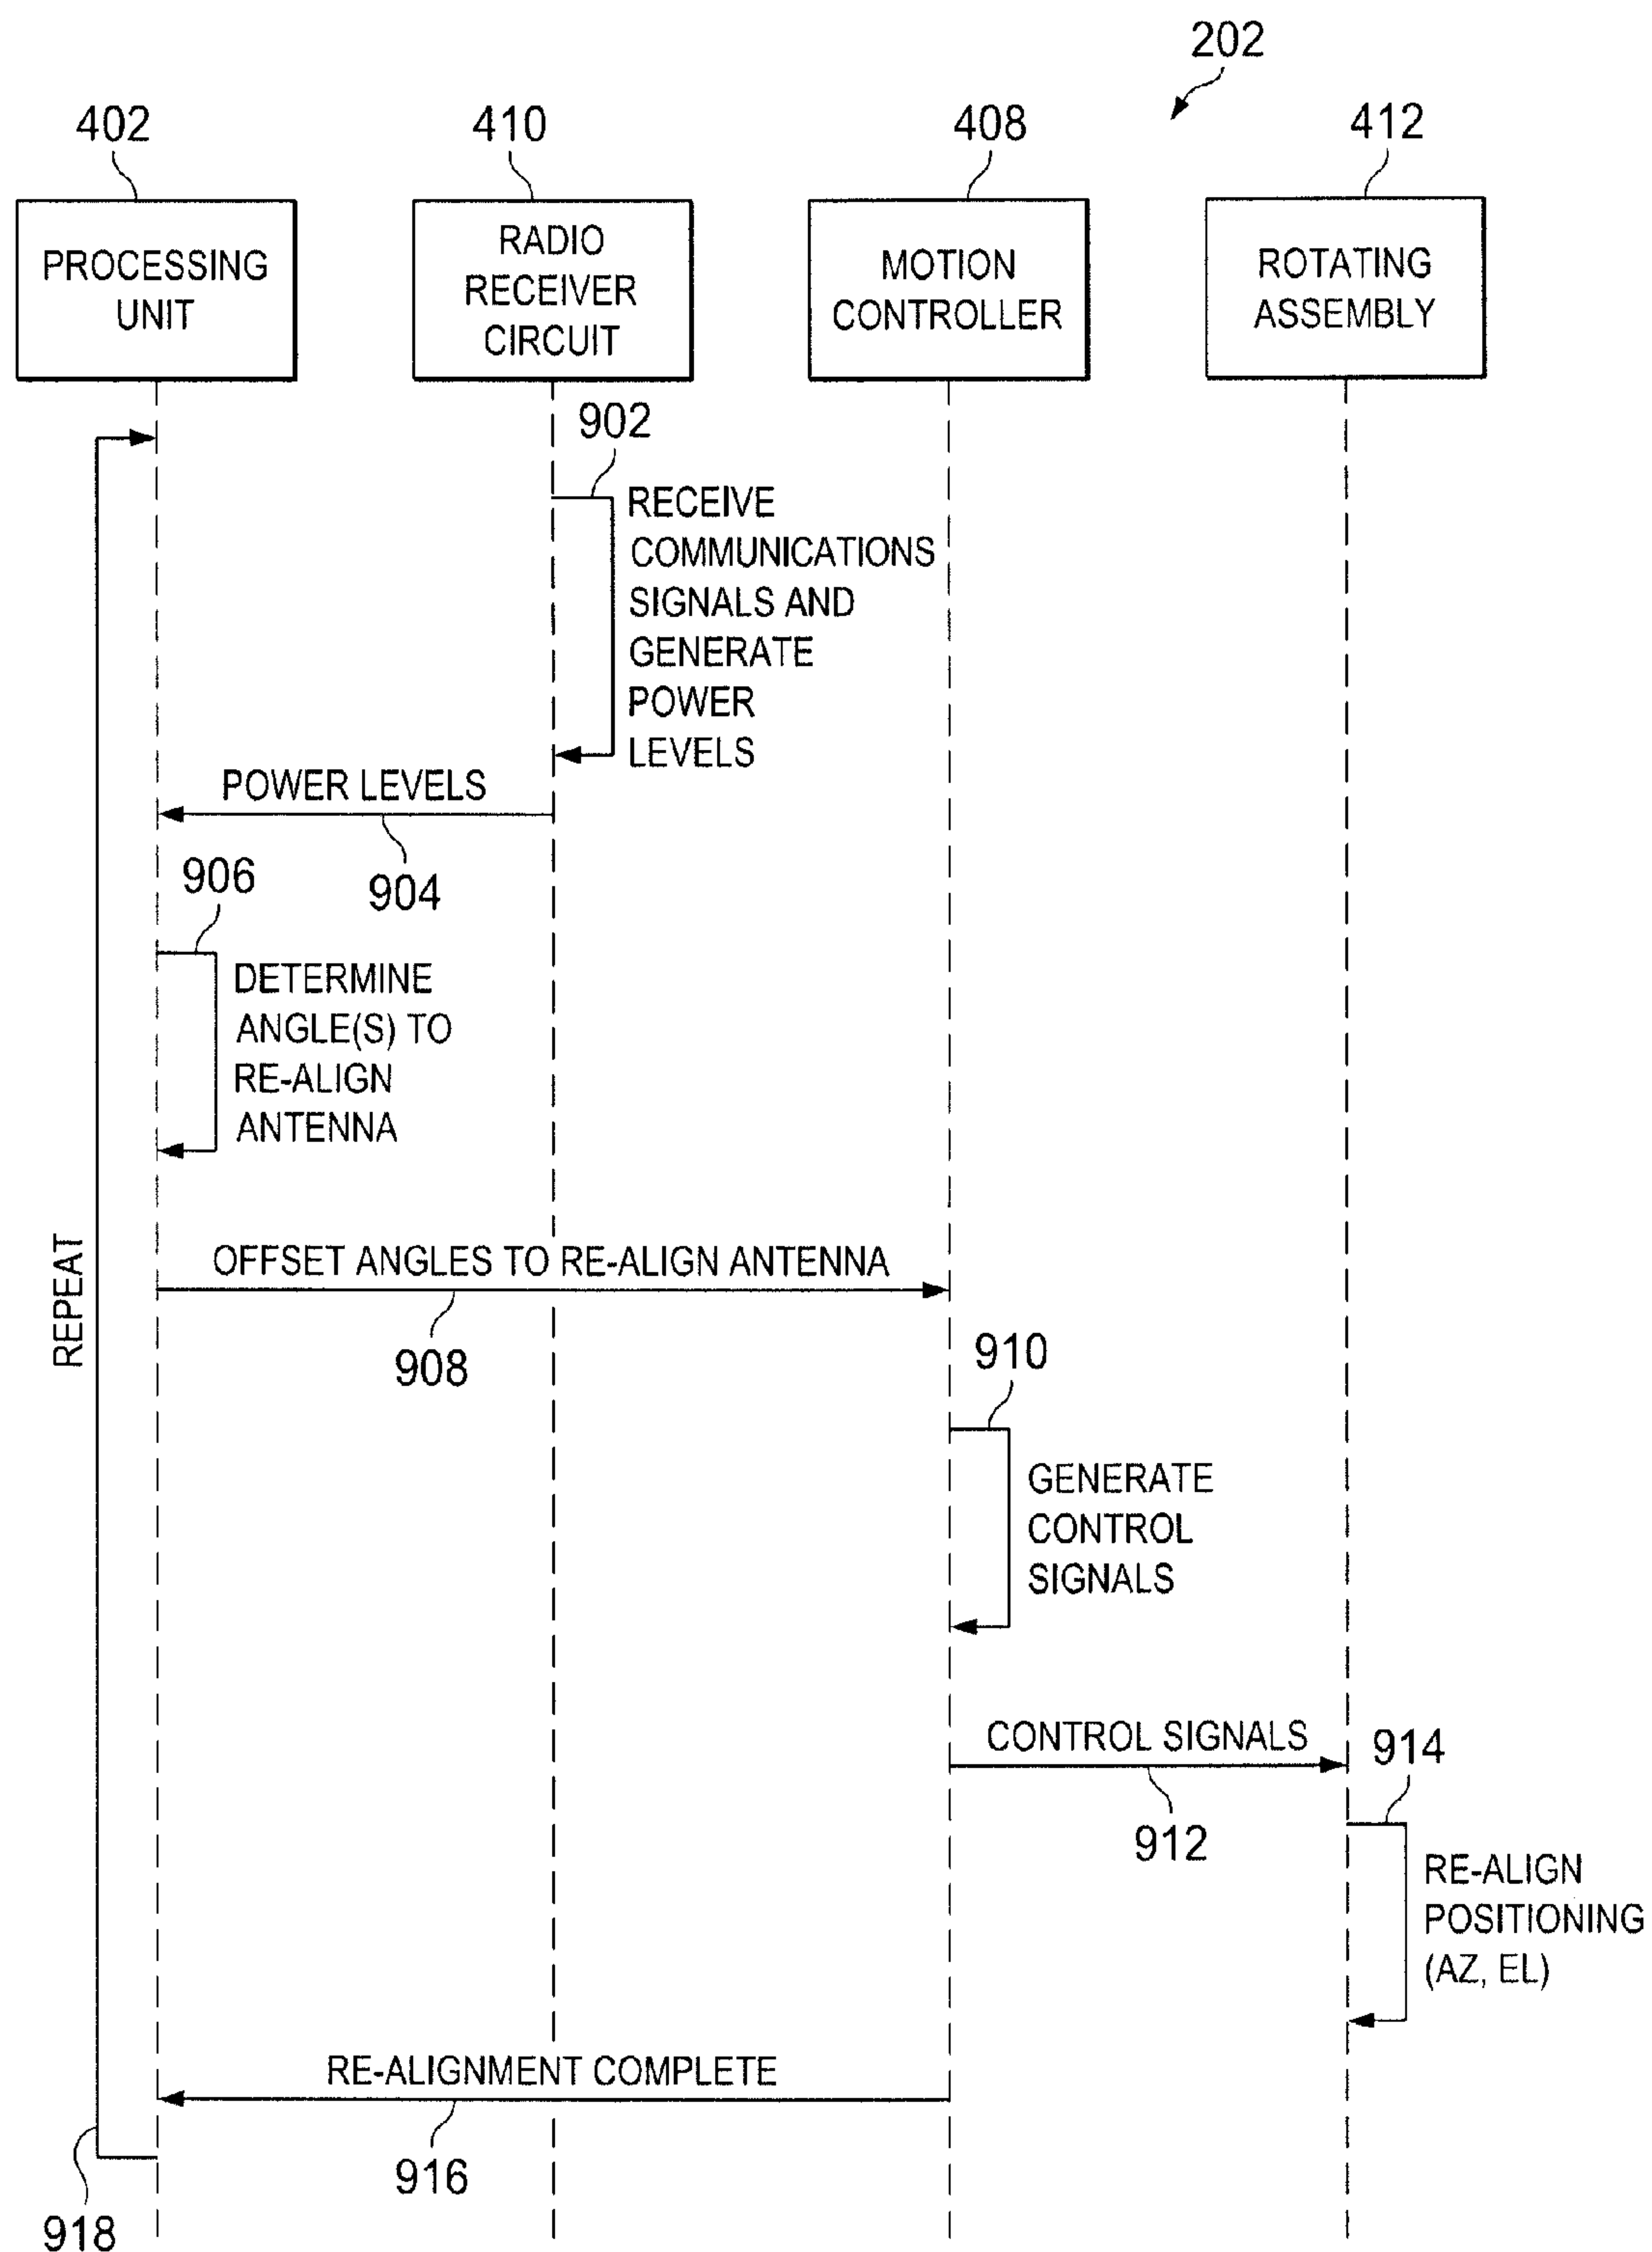 202
402
410
408
412
PROCESSING
UNIT
RADIO
RECEIVER
CIRCUIT
MOTION
CONTROLLER
ROTATING
ASSEMBLY
902
RECEIVE
COMMUNICATIONS
SIGNALS AND
GENERATE
POWER
LEVELS
POWER LEVELS
904
906
DETERMINE
ANGLE(S) TO
RE-ALIGN
ANTENNA
REPEAT
OFFSET ANGLES TO RE-ALIGN ANTENNA
908
910
GENERATE
CONTROL
SIGNALS
CONTROL SIGNALS
912
914
RE-ALIGN
POSITIONING
(AZ, EL)
RE-ALIGNMENT COMPLETE
916
918